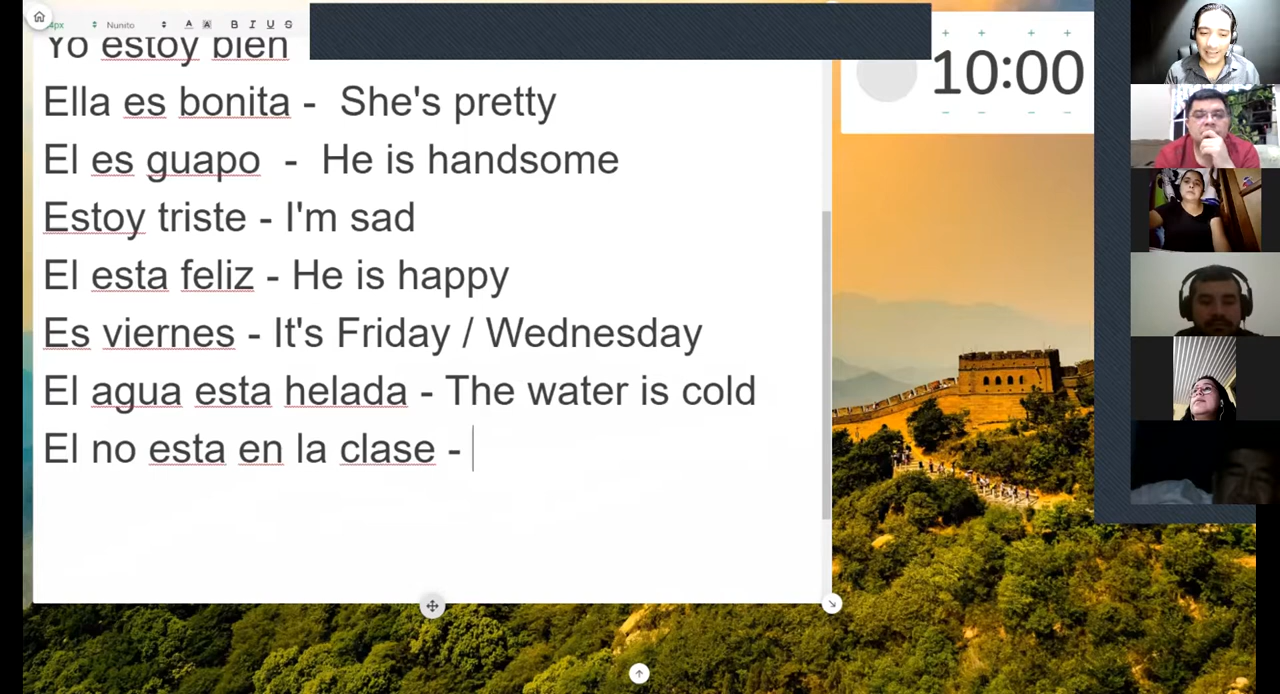 Nunito B I U S
Yo estoy bien
Ella es bonita - She's pretty
El es guapo - He is handsome
Estoy triste - I'm sad
El esta feliz - He is happy
Es viernes - It's Friday / Wednesday
El agua esta helada - The water is cold
El no esta en la clase -
10:00